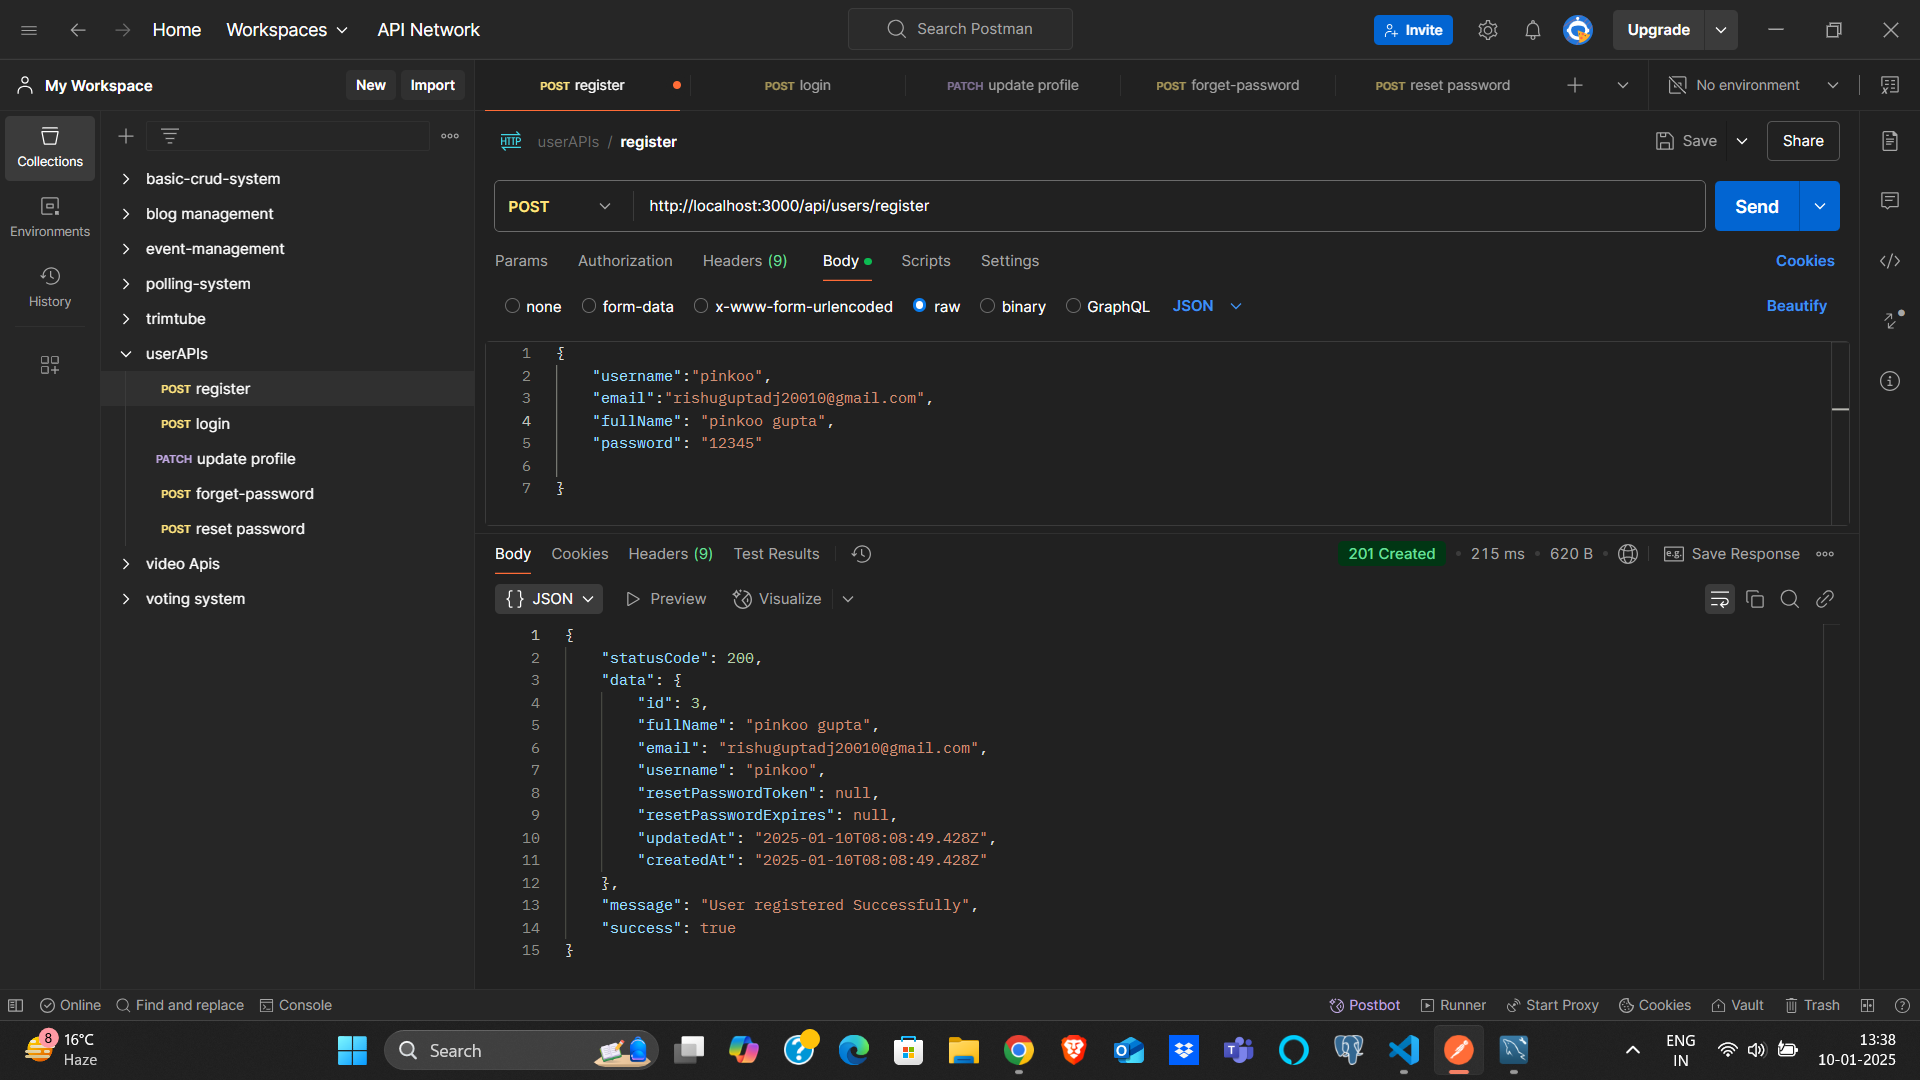 Home
Workspaces
API Network
Search Postman
Invite
Upgrade
My Workspace
New
Import
POST register
POST login
PATCH update profile
POST forget-password
POST reset password
No environment
Collections
Environments
History
basic-crud-system
blog management
event-management
polling-system
trimtube
userAPIs
POST register
POST login
PATCH update profile
POST forget-password
POST reset password
video Apis
voting system
HTTP
userAPIs / register
Save
Share
POST
http://localhost:3000/api/users/register
Send
Params
Authorization
Headers (9)
Body
Scripts
Settings
Cookies
none
form-data
x-www-form-urlencoded
raw
binary
GraphQL
JSON
Beautify
1 {
2 "username":"pinkoo",
3 "email":"rishuguptadj20010@gmail.com",
4 "fullName": "pinkoo gupta",
5 "password": "12345"
6
7 }
Body
Cookies
Headers (9)
Test Results
201 Created
215 ms
620 B
e.g.
Save Response
{} JSON
Preview
Visualize
1 {
2 "statusCode": 200,
3 "data": {
4 "id": 3,
5 "fullName": "pinkoo gupta",
6 "email": "rishuguptadj20010@gmail.com",
7 "username": "pinkoo",
8 "resetPasswordToken": null,
9 "resetPasswordExpires": null,
10 "updatedAt": "2025-01-10T08:08:49.428Z",
11 "createdAt": "2025-01-10T08:08:49.428Z"
12 },
13 "message": "User registered Successfully",
14 "success": true
15 }
Online
Find and replace
Console
Postbot
Runner
Start Proxy
Cookies
Vault
Trash
8
16°C
Haze
Search
ENG
IN
13:38
10-01-2025